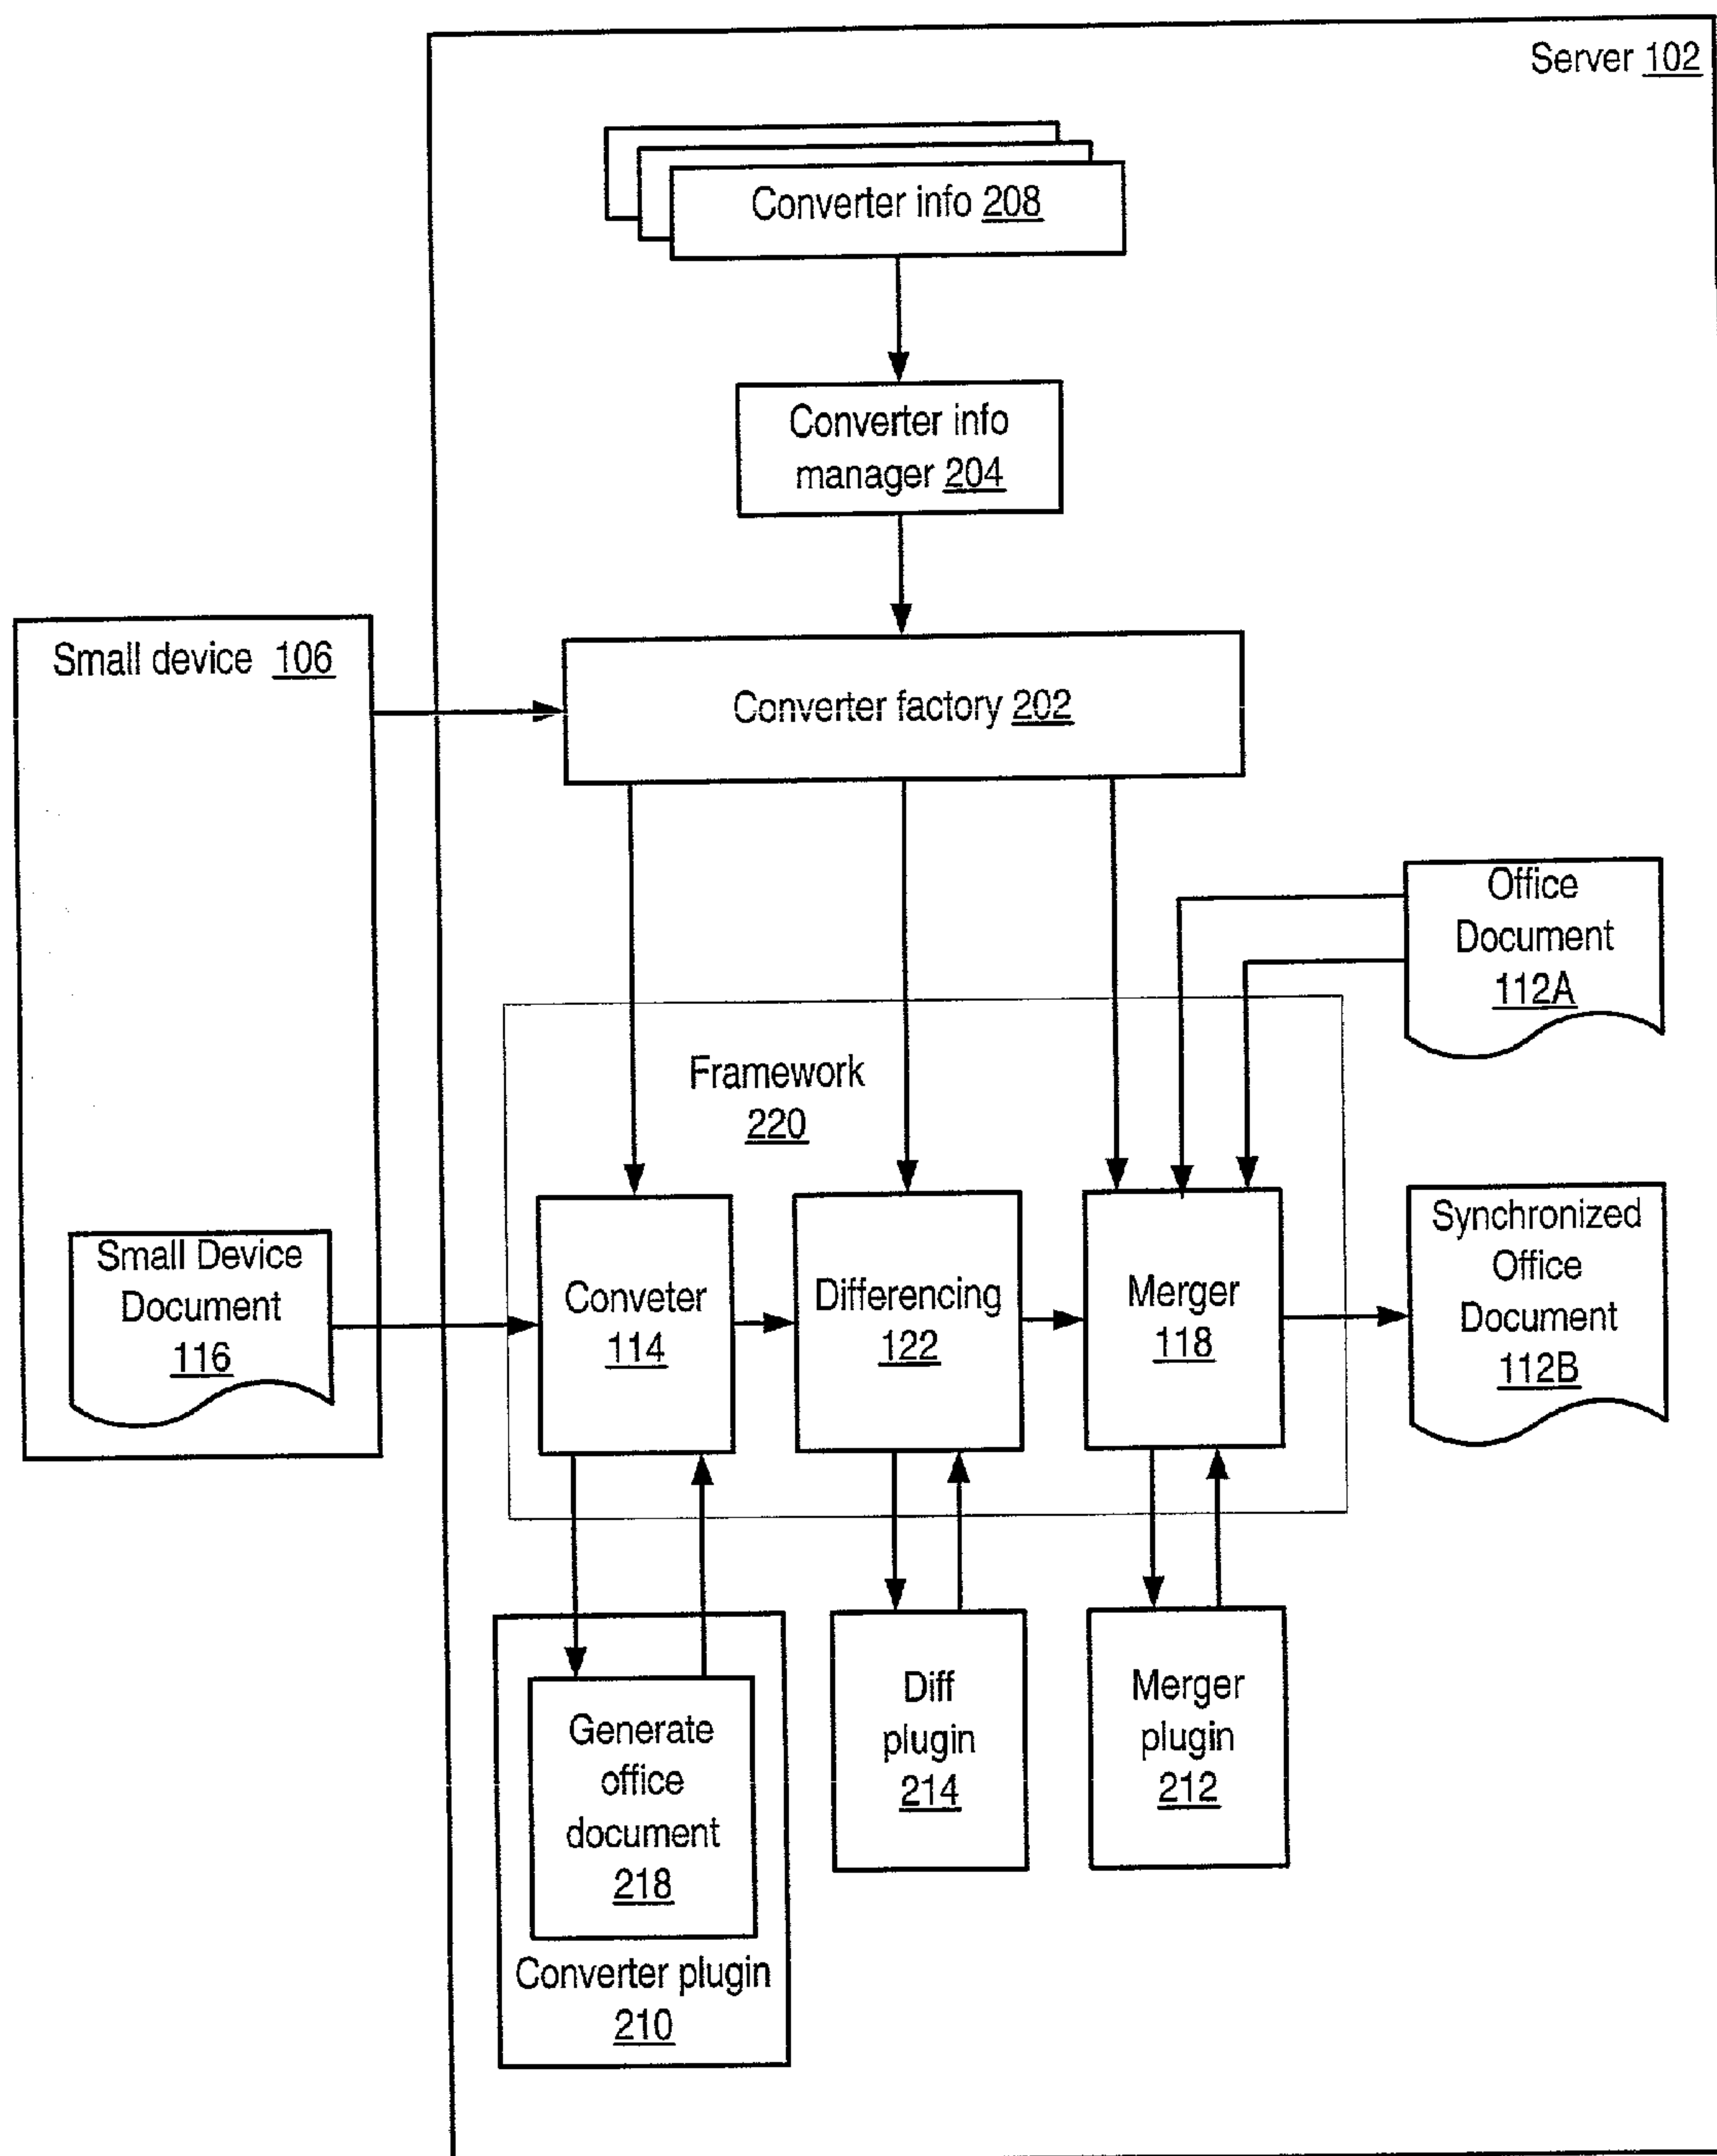 Server 102
Converter info 208
Converter info
manager 204
Small device 106
Converter factory 202
Office
Document
112A
Framework
220
Small Device
Document
116
Conveter
114
Differencing
122
Merger
118
Synchronized
Office
Document
112B
Generate
office
document
218
Converter plugin
210
Diff
plugin
214
Merger
plugin
212